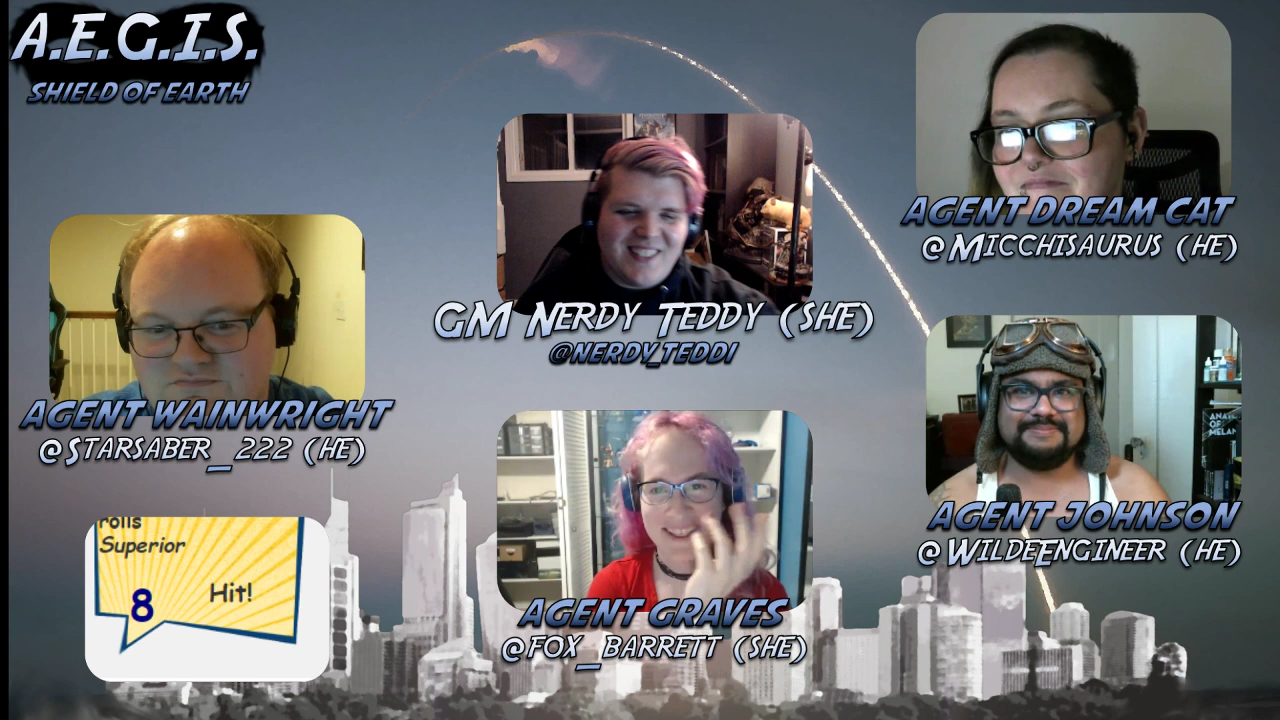 A.E.G.I.S.
SHIELD OF EARTH
AGENT DREAM CAT
@MICCHISAURUS (HE)
GM NERDY TEDDY (SHE)
@NERDY_TEDDI
AGENT WAINWRIGHT
@STARSABER_222 (HE)
AGENT JOHNSON
@WILDEENGINEER (HE)
AGENT GRAVES
@FOX_BARRETT (SHE)
rolls
Superior
8 Hit!